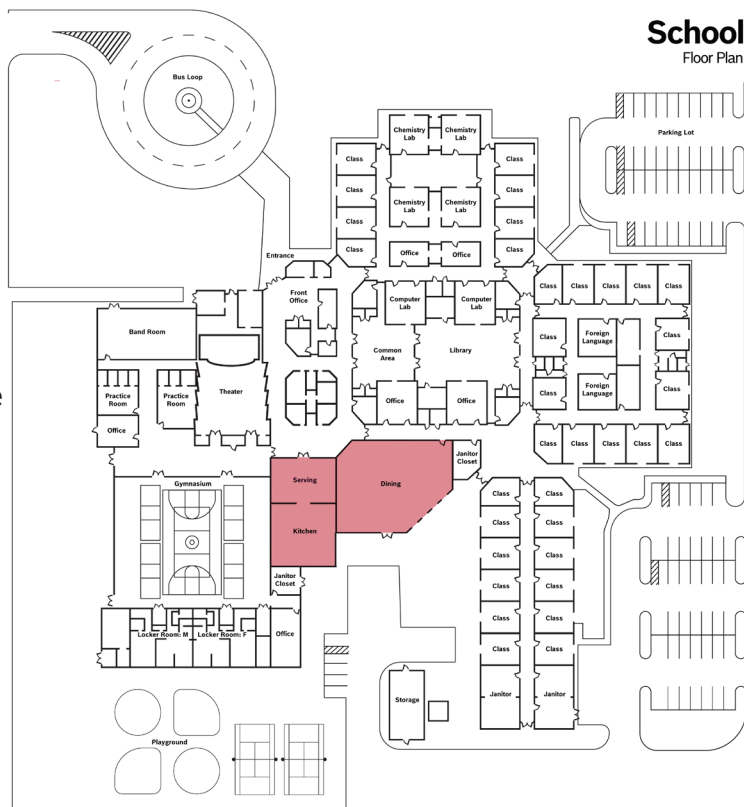 School
Floor Plan
Bus Loop
Parking Lot
Chemistry
Lab
Chemistry
Lab
Class
Class
Class
Class
Chemistry
Lab
Chemistry
Lab
Class
Class
Class
Class
Office
Office
Entrance
Front
Office
Computer
Lab
Computer
Lab
Class
Class
Class
Class
Class
Band Room
Common
Area
Library
Class
Foreign
Language
Class
Practice
Room
Practice
Room
Theater
Office
Office
Class
Foreign
Language
Class
Office
Class
Class
Class
Class
Class
Janitor
Closet
Gymnasium
Serving
Dining
Kitchen
Class
Class
Class
Class
Class
Class
Class
Class
Class
Class
Class
Class
Janitor
Closet
Locker Room: M
Locker Room: F
Office
Janitor
Janitor
Storage
Playground